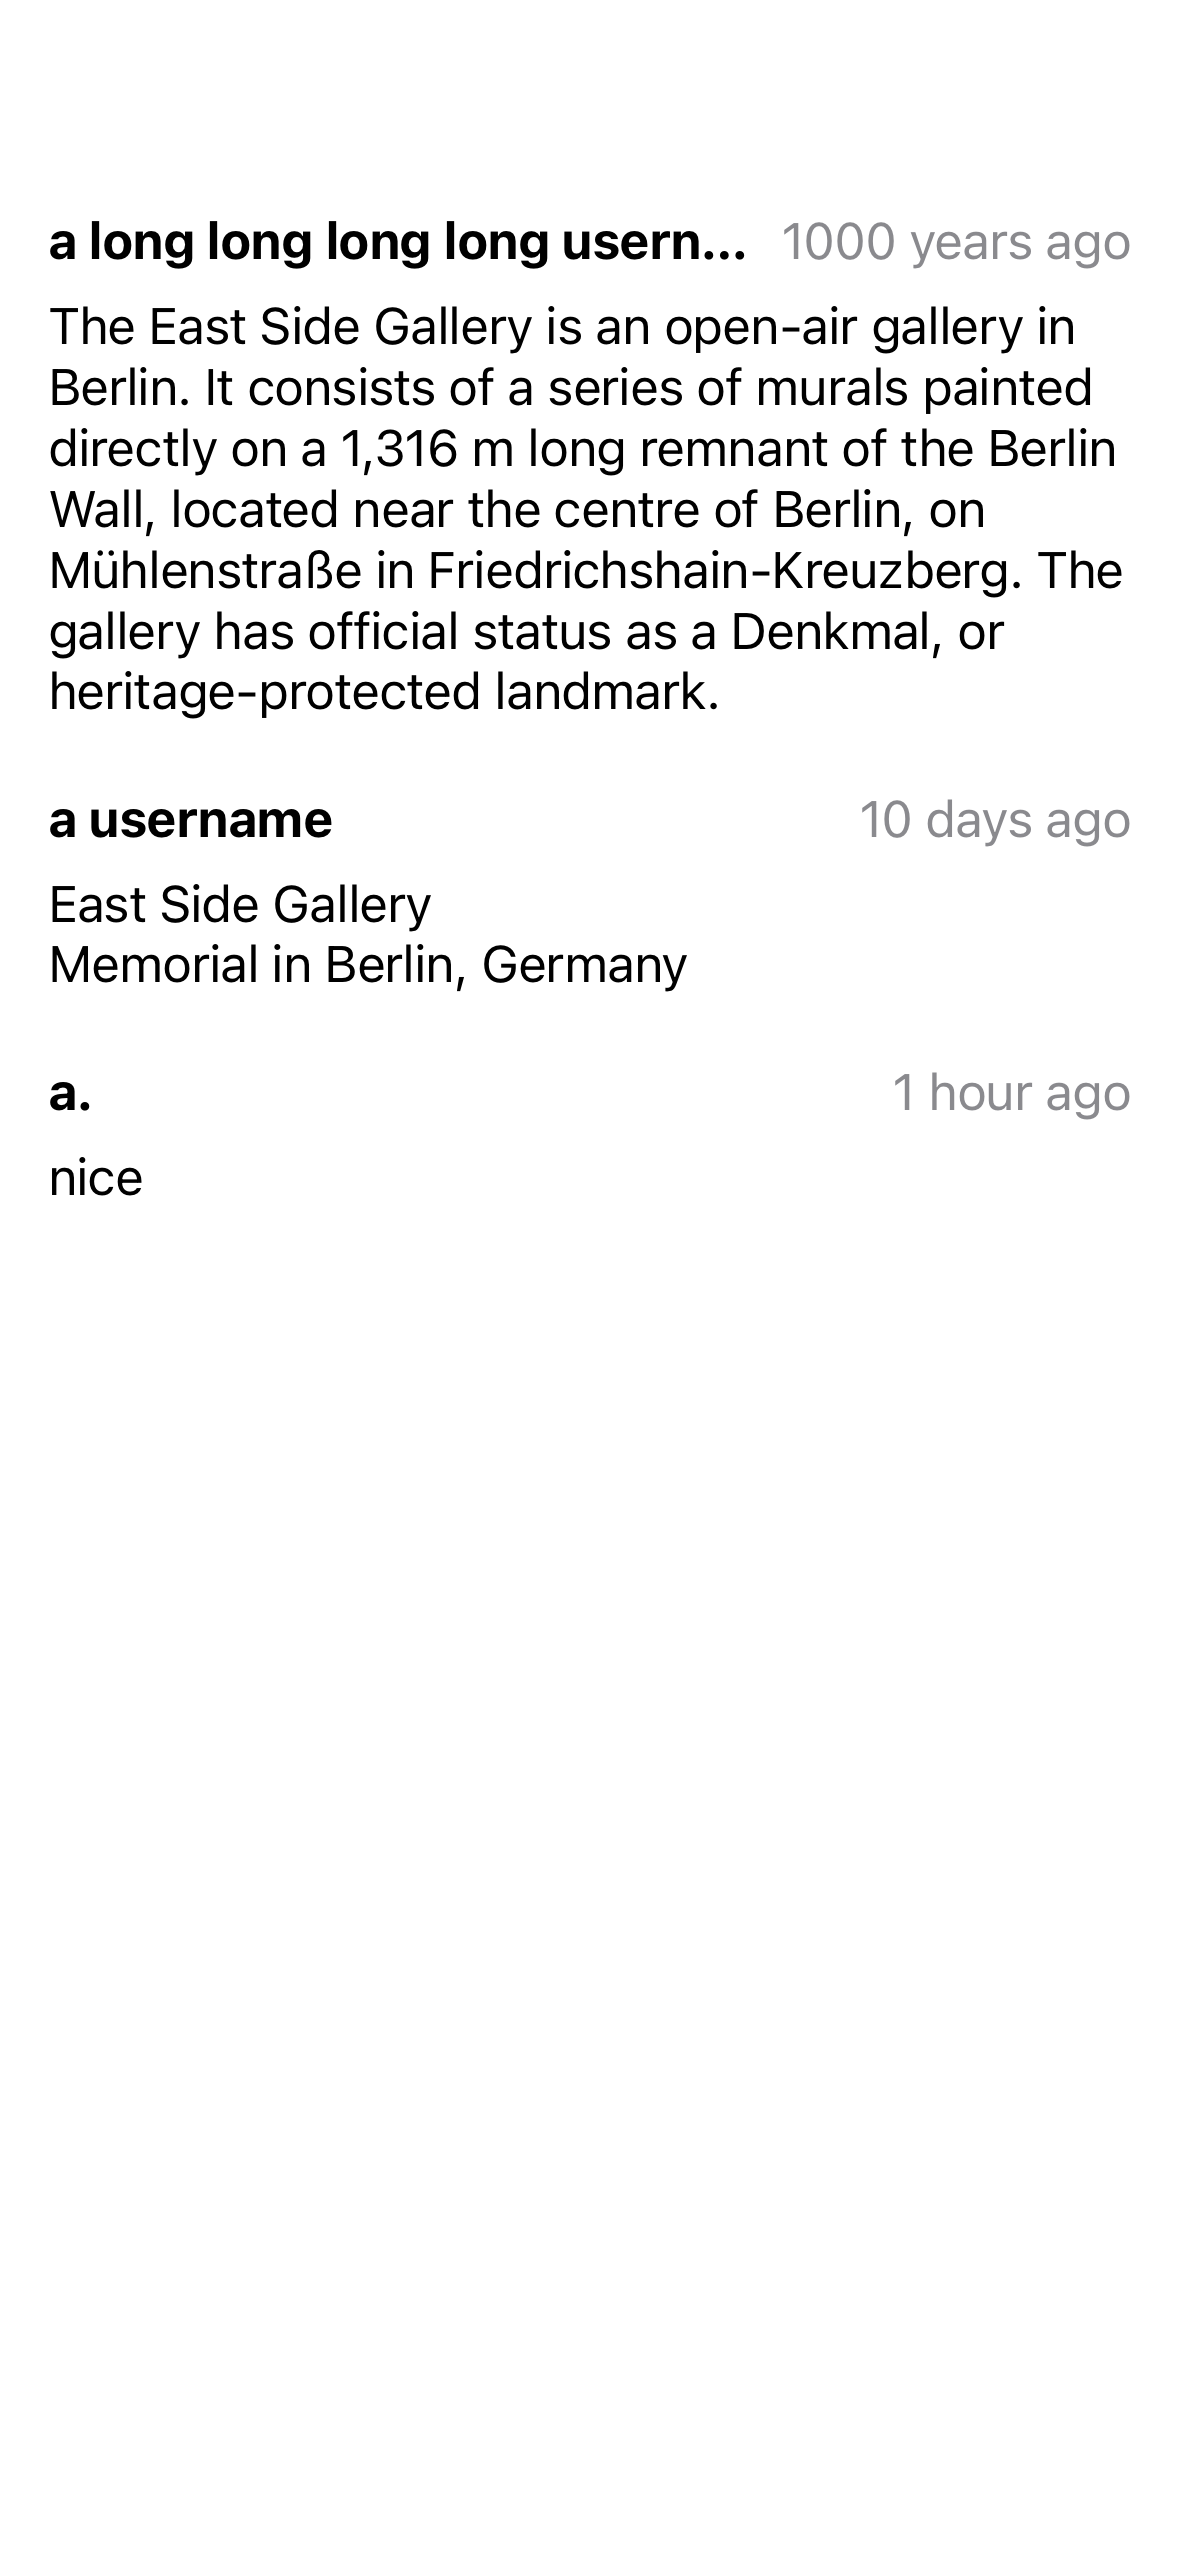 a long long long long usern... 1000 years ago
The East Side Gallery is an open-air gallery in
Berlin. It consists of a series of murals painted
directly on a 1,316 m long remnant of the Berlin
Wall, located near the centre of Berlin, on
Mühlenstraße in Friedrichshain-Kreuzberg. The
gallery has official status as a Denkmal, or
heritage-protected landmark.
a username 10 days ago
East Side Gallery
Memorial in Berlin, Germany
a. 1 hour ago
nice